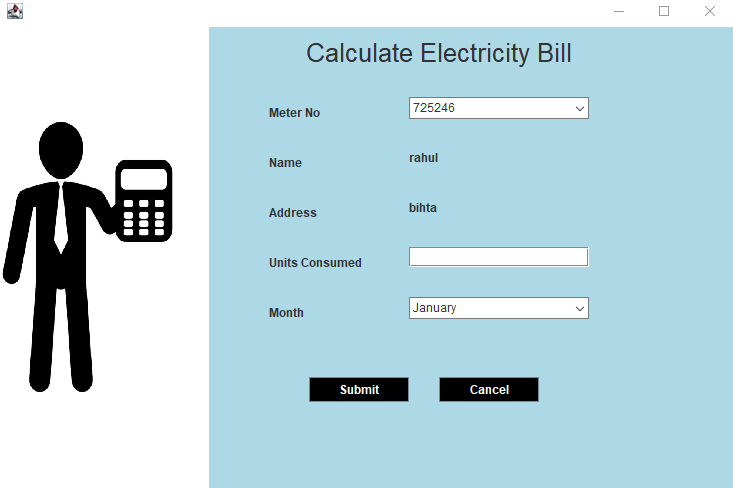 Calculate Electricity Bill
Meter No 725246
Name rahul
Address bihta
Units Consumed
Month January
Submit Cancel